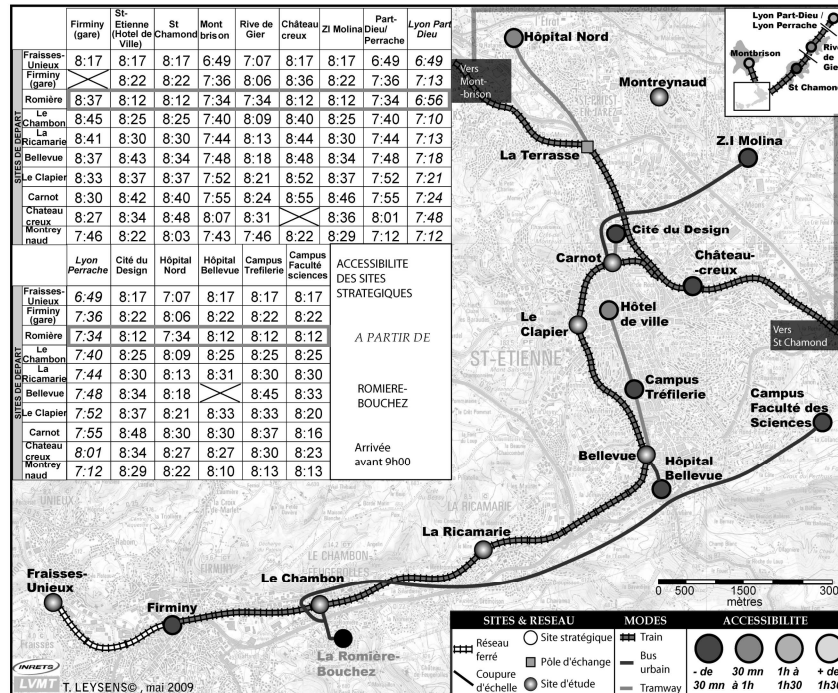 Firminy (gare) St-Etienne (Hotel de Ville) St Chamond Mont brison Rive de Gier Château creux ZI Molina Part-Dieu/ Perrache Lyon Part Dieu
SITES DE DEPART
Fraisses-Unieux 8:17 8:17 8:17 6:49 7:07 8:17 8:17 6:49 6:49
Firminy (gare) 8:22 8:22 7:36 8:06 8:36 8:22 7:36 7:13
Romière 8:37 8:12 8:12 7:34 7:34 8:12 8:12 7:34 6:56
Le Chambon 8:45 8:25 8:25 7:40 8:09 8:40 8:25 7:40 7:10
La Ricamarie 8:41 8:30 8:30 7:44 8:13 8:44 8:30 7:44 7:13
Bellevue 8:37 8:43 8:34 7:48 8:18 8:48 8:34 7:48 7:18
Le Clapier 8:33 8:37 8:37 7:52 8:21 8:52 8:37 7:52 7:21
Carnot 8:30 8:42 8:40 7:55 8:24 8:55 8:46 7:55 7:24
Chateau creux 8:27 8:34 8:48 8:07 8:31 8:36 8:01 7:48
Montrey naud 7:46 8:22 8:03 7:43 7:46 8:22 8:29 7:12 7:12
Lyon Perrache Cité du Design Hôpital Nord Hôpital Bellevue Campus Trefilerie Campus Faculté sciences
SITES DE DEPART
Fraisses-Unieux 6:49 8:17 7:07 8:17 8:17 8:17
Firminy (gare) 7:36 8:22 8:06 8:22 8:22 8:22
Romière 7:34 8:12 7:34 8:12 8:12 8:12
Le Chambon 7:40 8:25 8:09 8:25 8:25 8:25
La Ricamarie 7:44 8:30 8:13 8:31 8:30 8:30
Bellevue 7:48 8:34 8:18 8:45 8:33
Le Clapier 7:52 8:37 8:21 8:33 8:33 8:20
Carnot 7:55 8:48 8:30 8:30 8:37 8:16
Chateau creux 8:01 8:34 8:27 8:27 8:30 8:23
Montrey naud 7:12 8:29 8:22 8:10 8:13 8:13
ACCESSIBILITE
DES SITES
STRATEGIQUES
A PARTIR DE
ROMIERE-
BOUCHEZ
Arrivée
avant 9h00
Lyon Part-Dieu /
Lyon Perrache
Montbrison
Rive
de
Gier
St Chamond
Hôpital Nord
Vers
Mont-
-brison
Montreynaud
La Terrasse
Z.I Molina
Cité du Design
Carnot
Château-
-creux
Le
Clapier
Hôtel
de ville
Vers
St Chamond
ST-ETIENNE
Campus
Tréfilerie
Campus
Faculté des
Sciences
Bellevue
Hôpital
Bellevue
LA RICAMARIE
La Ricamarie
UNIEUX
FIRMINY
LE CHAMBON
FEUGEROLLES
Le Chambon
Fraisses-
Unieux
Firminy
La Romière-
Bouchez
0 500 1500 300
mètres
SITES & RESEAU
Réseau
ferré
Coupure
d'échelle
Site stratégique
Pôle d'échange
Site d'étude
MODES
Train
Bus
urbain
Tramway
ACCESSIBILITE
- de
30 mn
30 mn
à 1h
1h à
1h30
+ de
1h30
INRETS
LVMT
T. LEYSENS© , mai 2009